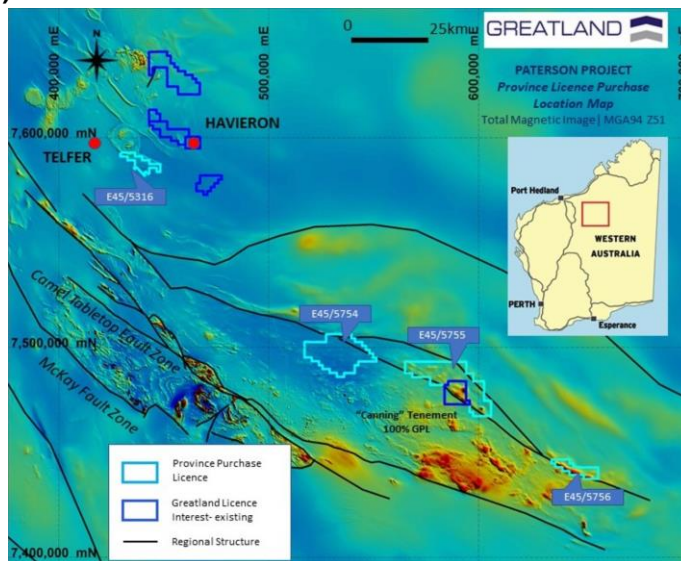 400,000 mE
500,000 mE
600,000 mE
0 25km
GREATLAND
PATERSON PROJECT
Province Licence Purchase
Location Map
Total Magnetic Image| MGA94 Z51
7,600,000 mN
HAVIERON
TELFER
E45/5316
Port Hedland
WESTERN
AUSTRALIA
PERTH
Esperance
Camel Tabletop Fault Zone
E45/5754
E45/5755
7,500,000 mN
McKay Fault Zone
"Canning" Tenement
100% GPL
Province Purchase
Licence
Greatland Licence
Interest- existing
Regional Structure
E45/5756
7,400,000 mN